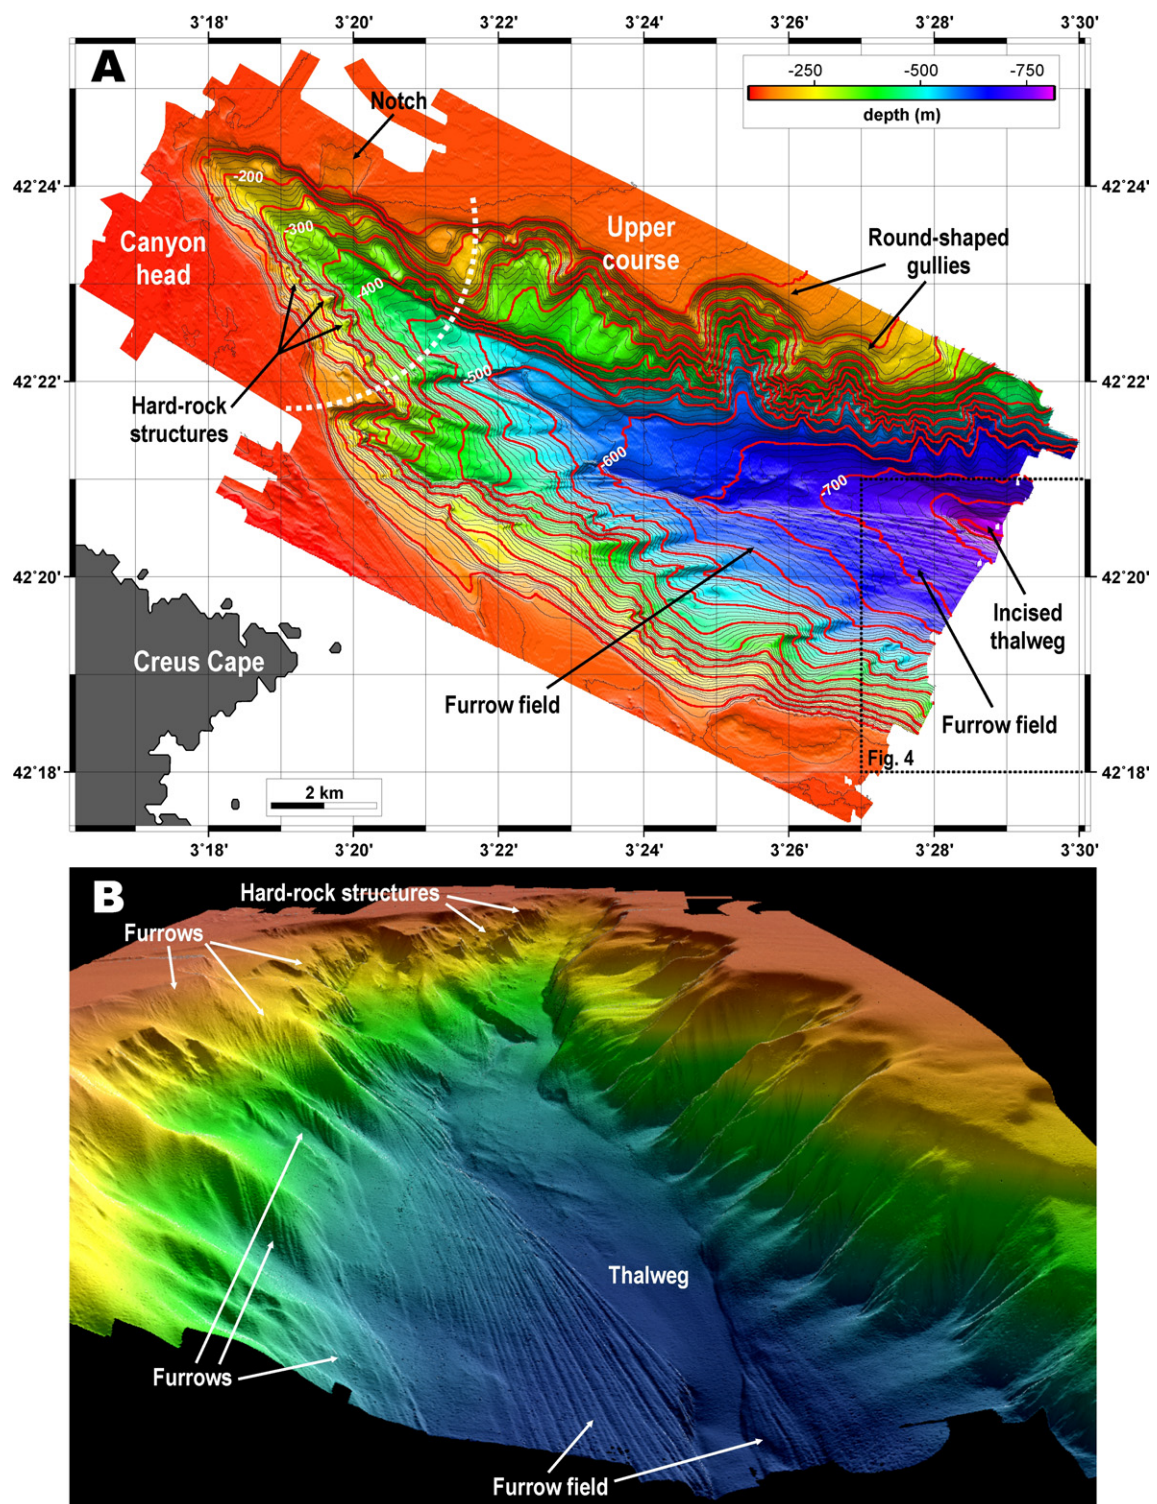 3˚18' 3˚20' 3˚22' 3˚24' 3˚26' 3˚28' 3˚30'
A
-250 -500 -750
depth (m)
Notch
42˚24' 42˚24'
-200
Canyon
head
-300
Upper
course
Round-shaped
gullies
-400
42˚22' 42˚22'
-500
Hard-rock
structures
-600
-700
42˚20' 42˚20'
Incised
thalweg
Creus Cape
Furrow field
Furrow field
Fig. 4
42˚18' 42˚18'
2 km
3˚18' 3˚20' 3˚22' 3˚24' 3˚26' 3˚28' 3˚30'
B
Hard-rock structures
Furrows
Thalweg
Furrows
Furrow field